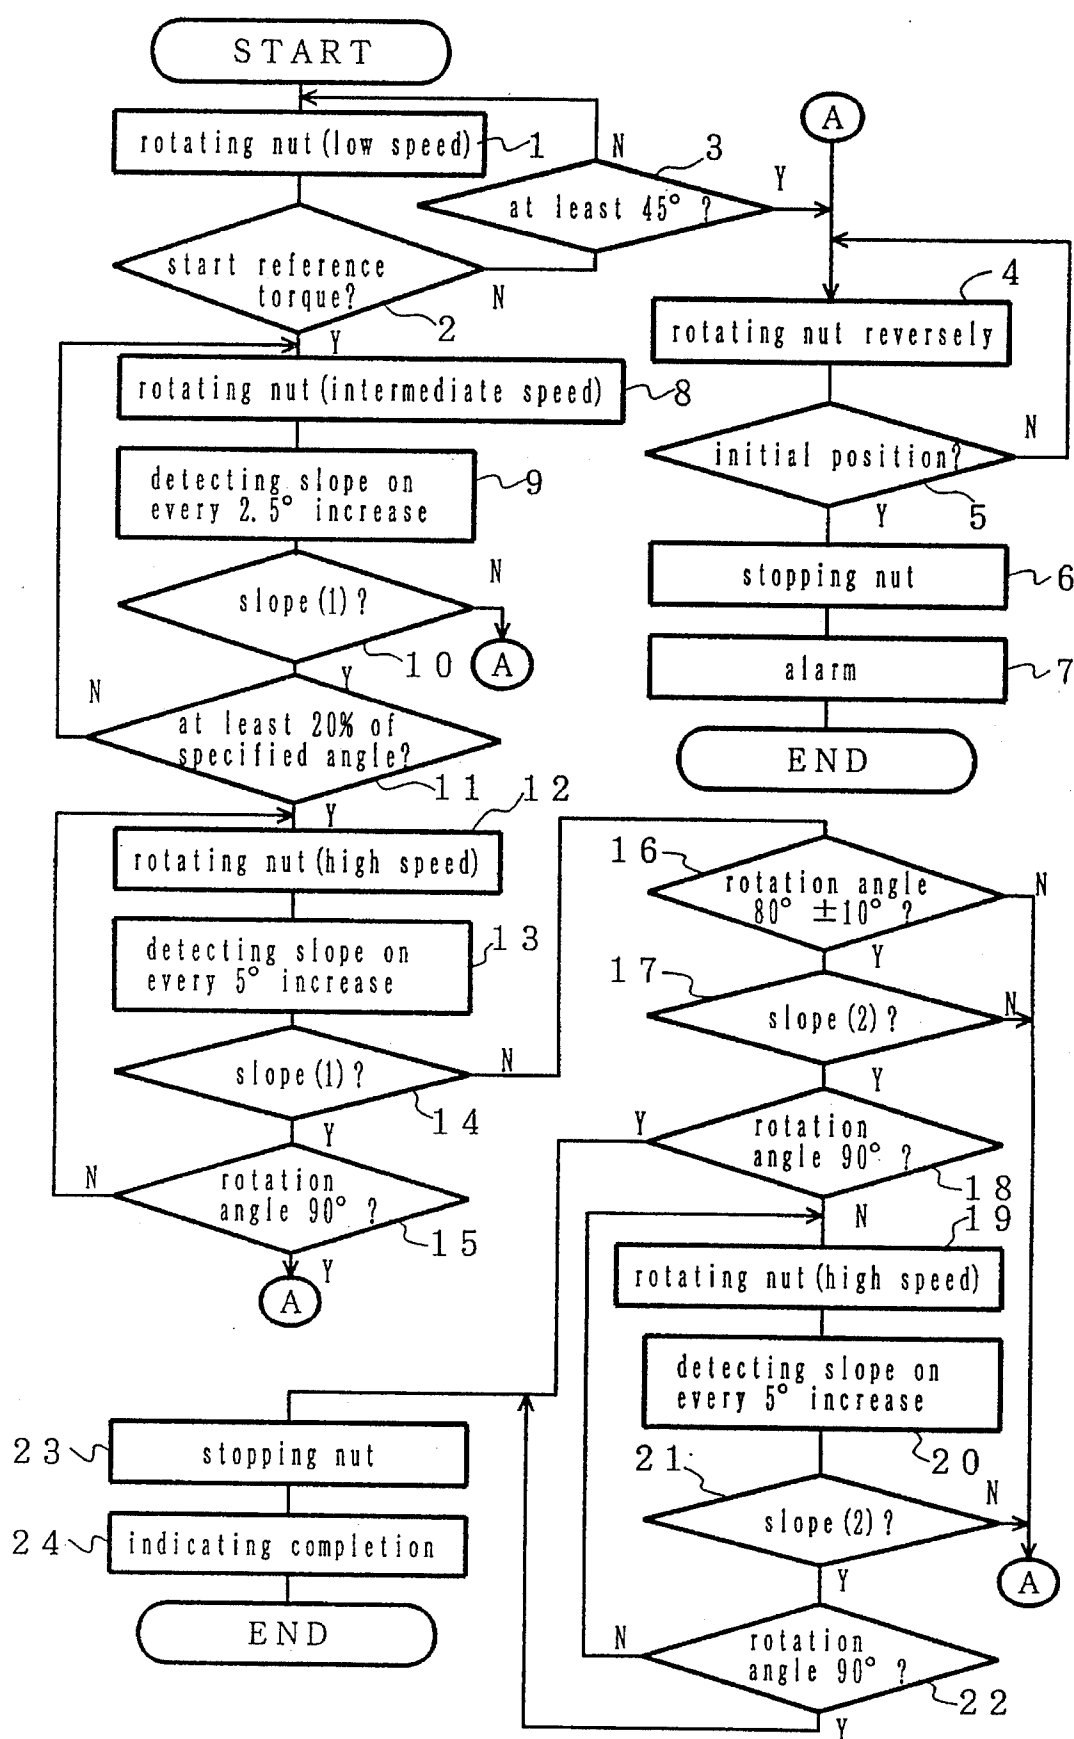 START
rotating nut(low speed)
1
start reference
torque?
2
N
Y
at least 45° ?
3
N
Y
A
rotating nut reversely
4
initial position?
5
N
Y
stopping nut
6
alarm
7
END
rotating nut(intermediate speed)
8
detecting slope on
every 2.5° increase
9
slope(1)?
10
N
A
Y
at least 20% of
specified angle?
11
N
Y
rotating nut(high speed)
12
detecting slope on
every 5° increase
13
slope(1)?
14
N
Y
rotation
angle 90° ?
15
N
Y
A
16
rotation angle
80° ±10° ?
N
Y
17
slope(2)?
N
Y
rotation
angle 90° ?
18
Y
N
19
rotating nut(high speed)
detecting slope on
every 5° increase
20
21
slope(2)?
N
A
Y
rotation
angle 90° ?
22
N
Y
23
stopping nut
24
indicating completion
END